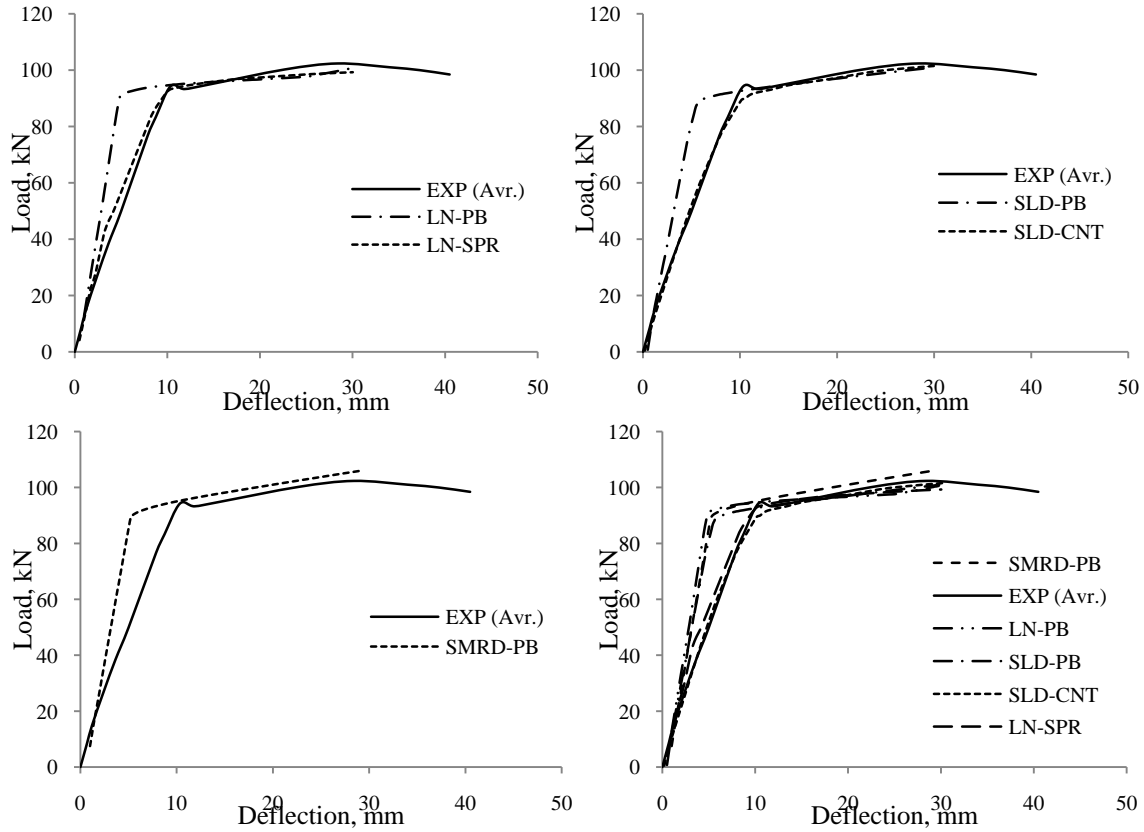 120
100
80
60
40
20
0
Load, kN
EXP (Avr.)
LN-PB
LN-SPR
0 10 20 30 40 50
Deflection, mm
120
100
80
60
40
20
0
Load, kN
EXP (Avr.)
SLD-PB
SLD-CNT
0 10 20 30 40 50
Deflection, mm
120
100
80
60
40
20
0
Load, kN
EXP (Avr.)
SMRD-PB
0 10 20 30 40 50
Deflection, mm
120
100
80
60
40
20
0
Load, kN
SMRD-PB
EXP (Avr.)
LN-PB
SLD-PB
SLD-CNT
LN-SPR
0 10 20 30 40 50
Deflection, mm